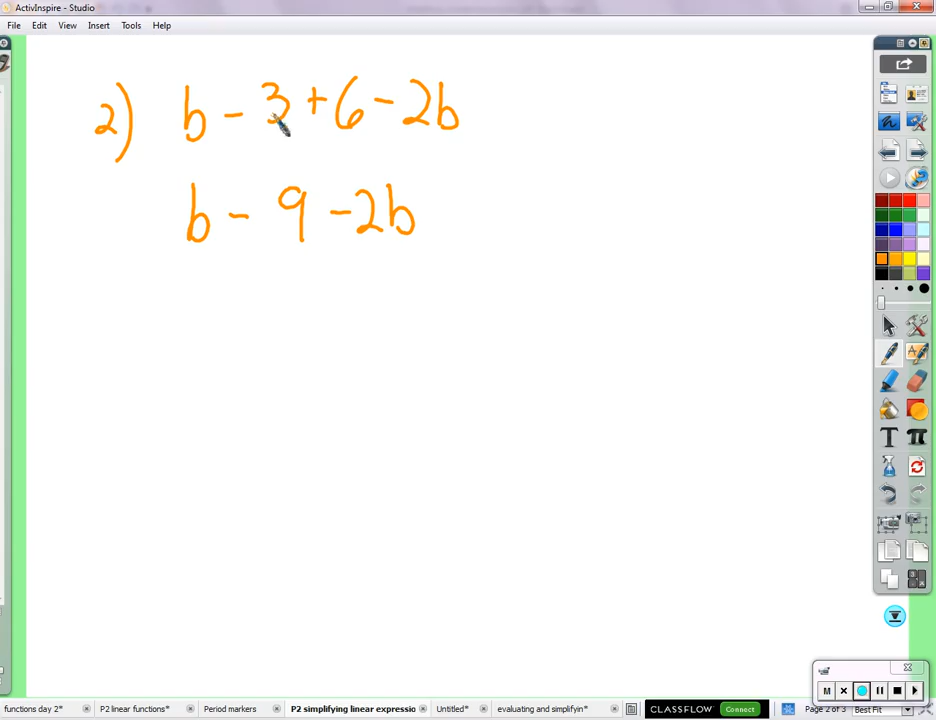 ActivInspire - Studio
File Edit View Insert Tools Help
2) b - 3 + 6 - 2b
b - 9 - 2b
M
functions day 2* P2 linear functions* Period markers P2 simplifying linear expressio Untitled* evaluating and simplifyin* CLASSFLOW Connect Page 2 of 3 Best Fit